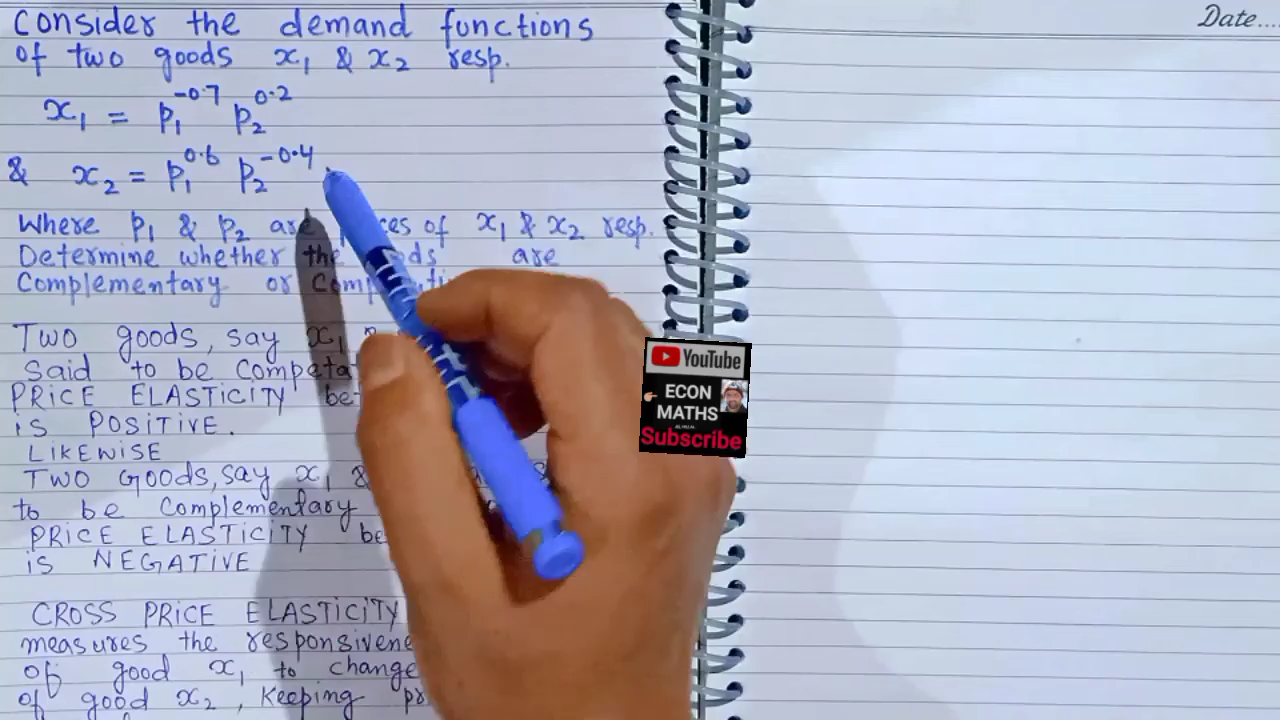 Consider the demand functions
of two goods x₁ & x₂ resp.
x₁ = p₁^-0.7 p₂^0.2
& x₂ = p₁^0.6 p₂^-0.4
Where p₁ & p₂ are of x₁ & x₂ resp.
Determine whether the are
Complementary or
Two goods, say x₁
Said to be
PRICE ELASTICITY
is POSITIVE.
LIKEWISE
TWO GOODS, say x₁ &
to be Complementary
PRICE ELASTICITY
is NEGATIVE
CROSS PRICE ELASTICITY
measures the
of good x₁ to
of good x₂, Keeping
Date....
YouTube
ECON
MATHS
Subscribe